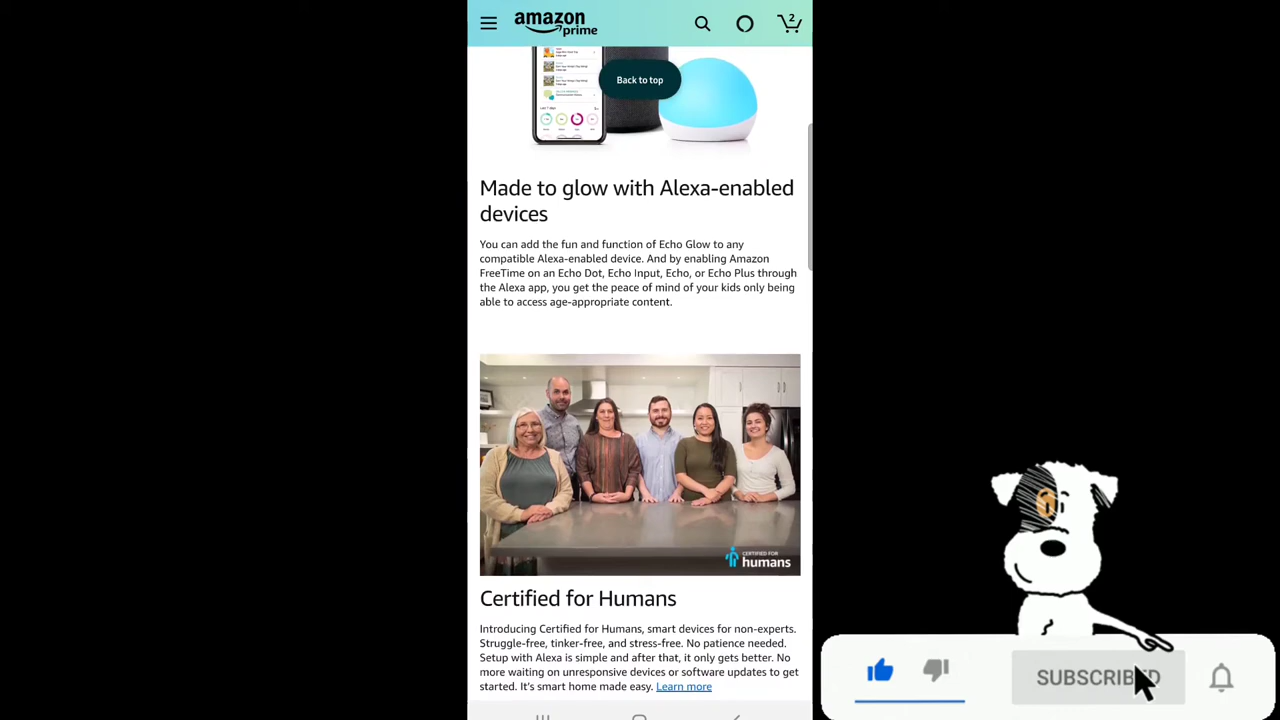 amazon
prime
2
Back to top
Made to glow with Alexa-enabled
devices
You can add the fun and function of Echo Glow to any
compatible Alexa-enabled device. And by enabling Amazon
FreeTime on an Echo Dot, Echo Input, Echo, or Echo Plus through
the Alexa app, you get the peace of mind of your kids only being
able to access age-appropriate content.
CERTIFIED FOR
humans
Certified for Humans
Introducing Certified for Humans, smart devices for non-experts.
Struggle-free, tinker-free, and stress-free. No patience needed.
Setup with Alexa is simple and after that, it only gets better. No
more waiting on unresponsive devices or software updates to get
started. It's smart home made easy. Learn more
SUBSCRIBED